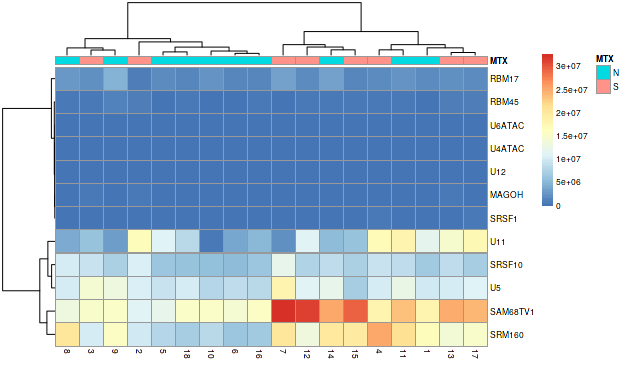 MTX
RBM17
RBM45
U6ATAC
U4ATAC
U12
MAGOH
SRSF1
U11
SRSF10
U5
SAM68TV1
SRM160
8 3 9 2 5 18 10 6 16 7 12 14 15 4 11 1 13 17
3e+07
2.5e+07
2e+07
1.5e+07
1e+07
5e+06
0
MTX
N
S